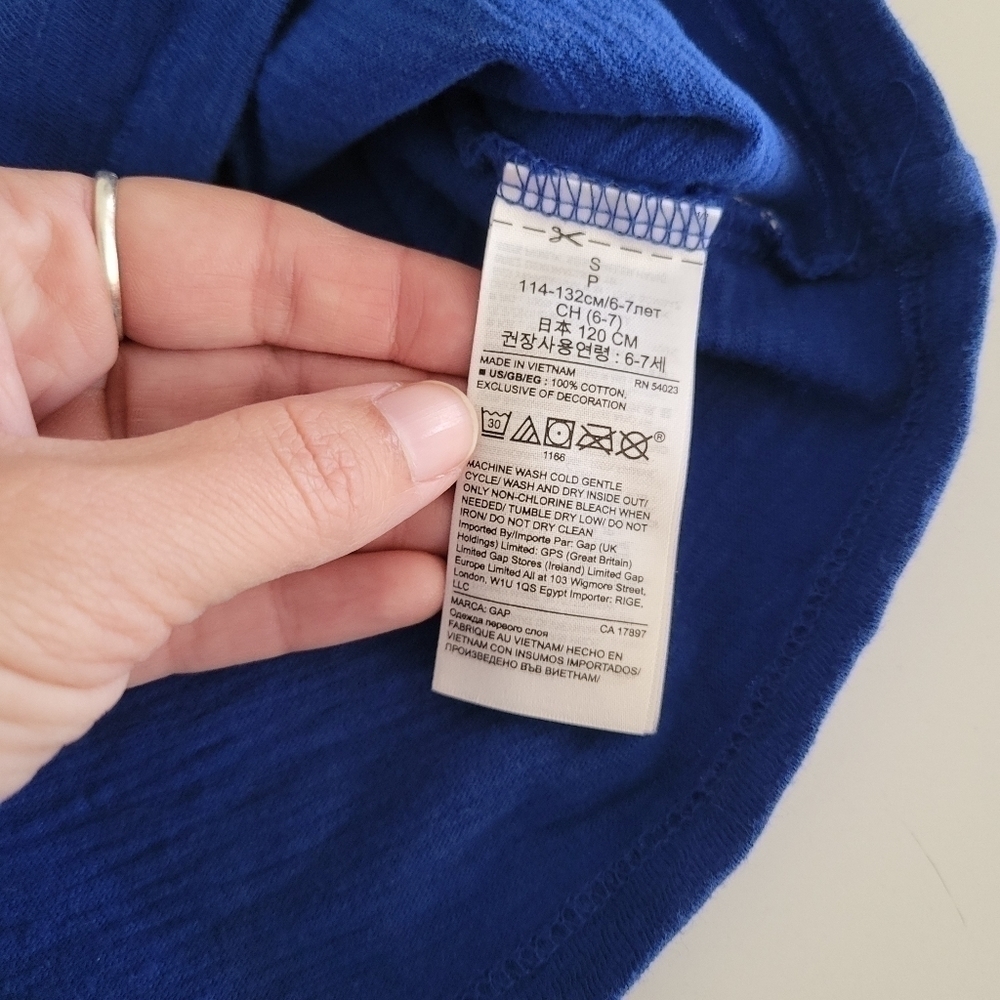 S
P
114-132см/6-7лет
CH (6-7)
日本 120 CM
권장사용연령 : 6-7세
MADE IN VIETNAM
RN 54023
■ US/GB/EG : 100% COTTON,
EXCLUSIVE OF DECORATION
30
®
1166
MACHINE WASH COLD GENTLE
CYCLE/ WASH AND DRY INSIDE OUT/
ONLY NON-CHLORINE BLEACH WHEN
NEEDED/ TUMBLE DRY LOW/ DO NOT
IRON/ DO NOT DRY CLEAN
Imported By/Importe Par: Gap (UK
Holdings) Limited: GPS (Great Britain)
Limited Gap Stores (Ireland) Limited Gap
Europe Limited All at 103 Wigmore Street,
London, W1U 1QS Egypt Importer: RIGE,
LLC
MARCA: GAP
CA 17897
Одежда первого слоя
FABRIQUE AU VIETNAM/ HECHO EN
VIETNAM CON INSUMOS IMPORTADOS/
ПРОИЗВЕДЕНО ВЪВ ВИЕТНАМ/